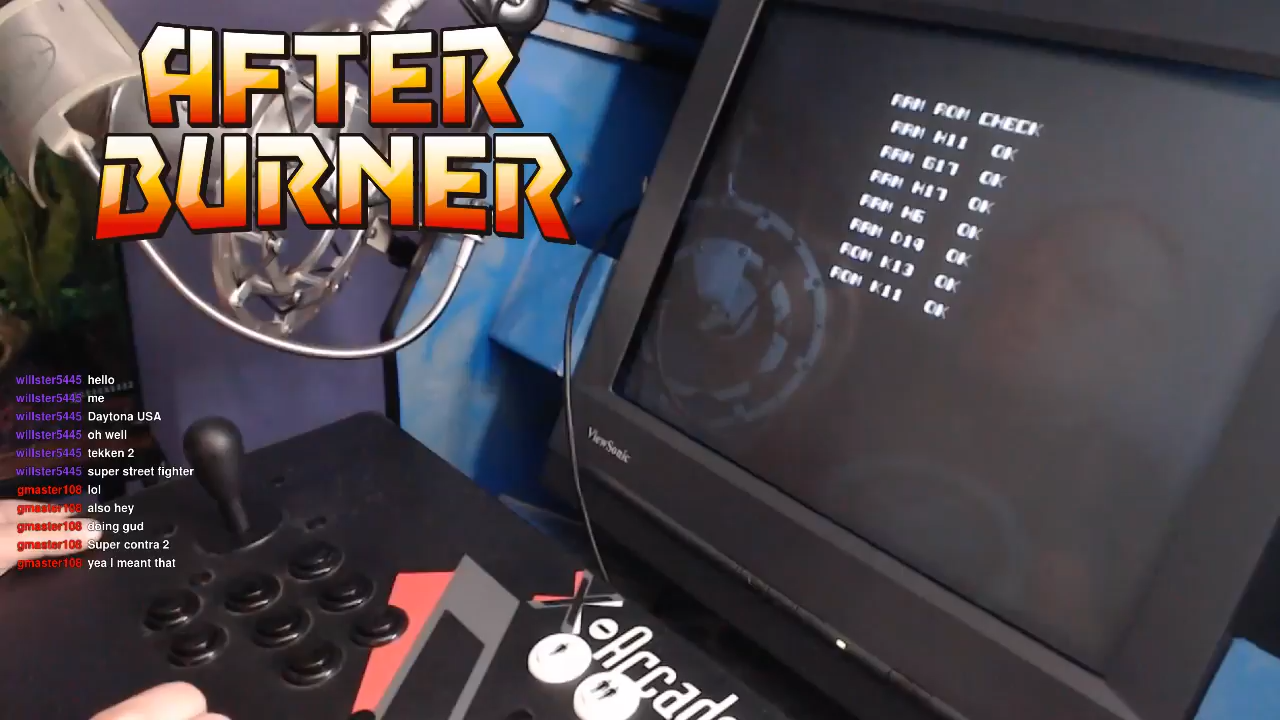 AFTER
BURNER
RAM ROM CHECK
RAM H11 OK
RAM G17 OK
RAM H17 OK
RAM H6 OK
RAM D19 OK
ROM K13 OK
ROM K11 OK
ViewSonic
willster5445 hello
willster5445 me
willster5445 Daytona USA
willster5445 oh well
willster5445 tekken 2
willster5445 super street fighter
gmaster108 lol
gmaster108 also hey
gmaster108 doing gud
gmaster108 Super contra 2
gmaster108 yea I meant that
X-Arcade